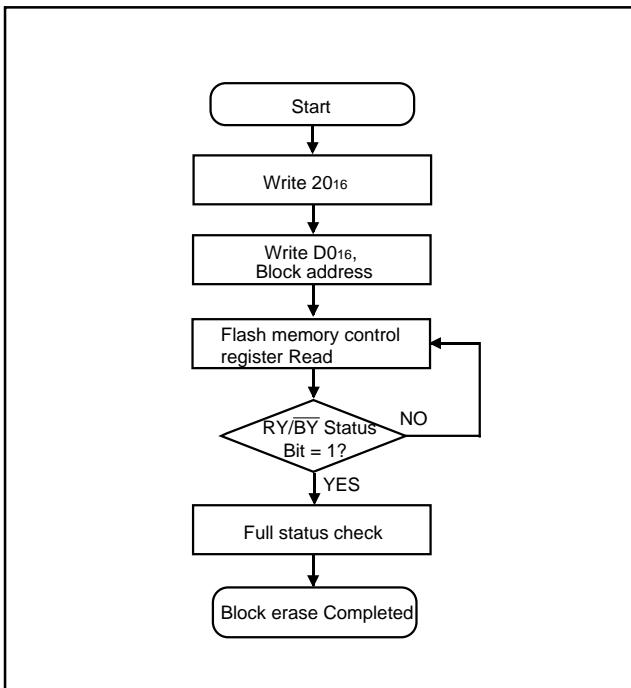 Start
Write 20₁₆
Write D0₁₆,
Block address
Flash memory control
register Read
RY/B̅Y̅ Status
Bit = 1?
NO
YES
Full status check
Block erase Completed